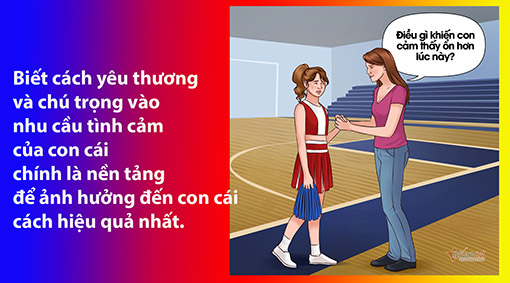 Biết cách yêu thương
và chú trọng vào
nhu cầu tình cảm
của con cái
chính là nền tảng
để ảnh hưởng đến con cái
cách hiệu quả nhất.
Điều gì khiến con
cảm thấy ổn hơn
lúc này?